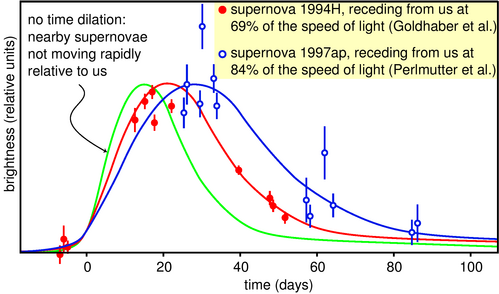 no time dilation:
nearby supernovae
not moving rapidly
relative to us
supernova 1994H, receding from us at
69% of the speed of light (Goldhaber et al.)
supernova 1997ap, receding from us at
84% of the speed of light (Perlmutter et al.)
brightness (relative units)
0 20 40 60 80 100
time (days)